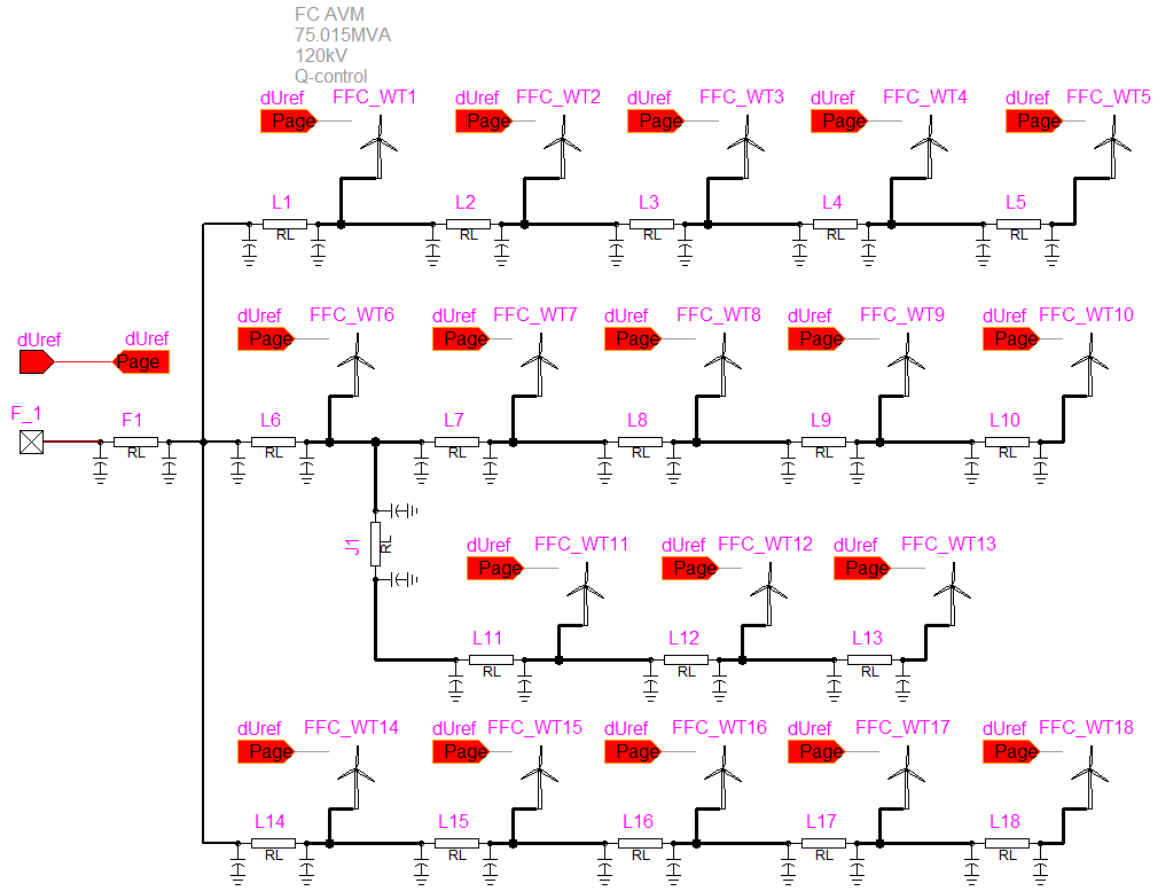 FC AVM
75.015MVA
120kV
Q-control
dUref FFC_WT1 dUref FFC_WT2 dUref FFC_WT3 dUref FFC_WT4 dUref FFC_WT5
Page Page Page Page Page
L1 L2 L3 L4 L5
RL RL RL RL RL
dUref FFC_WT6 dUref FFC_WT7 dUref FFC_WT8 dUref FFC_WT9 dUref FFC_WT10
Page Page Page Page Page
dUref dUref
Page
F_1 F1 L6 L7 L8 L9 L10
RL RL RL RL RL RL
J1 RL
dUref FFC_WT11 dUref FFC_WT12 dUref FFC_WT13
Page Page Page
L11 L12 L13
RL RL RL
dUref FFC_WT14 dUref FFC_WT15 dUref FFC_WT16 dUref FFC_WT17 dUref FFC_WT18
Page Page Page Page Page
L14 L15 L16 L17 L18
RL RL RL RL RL